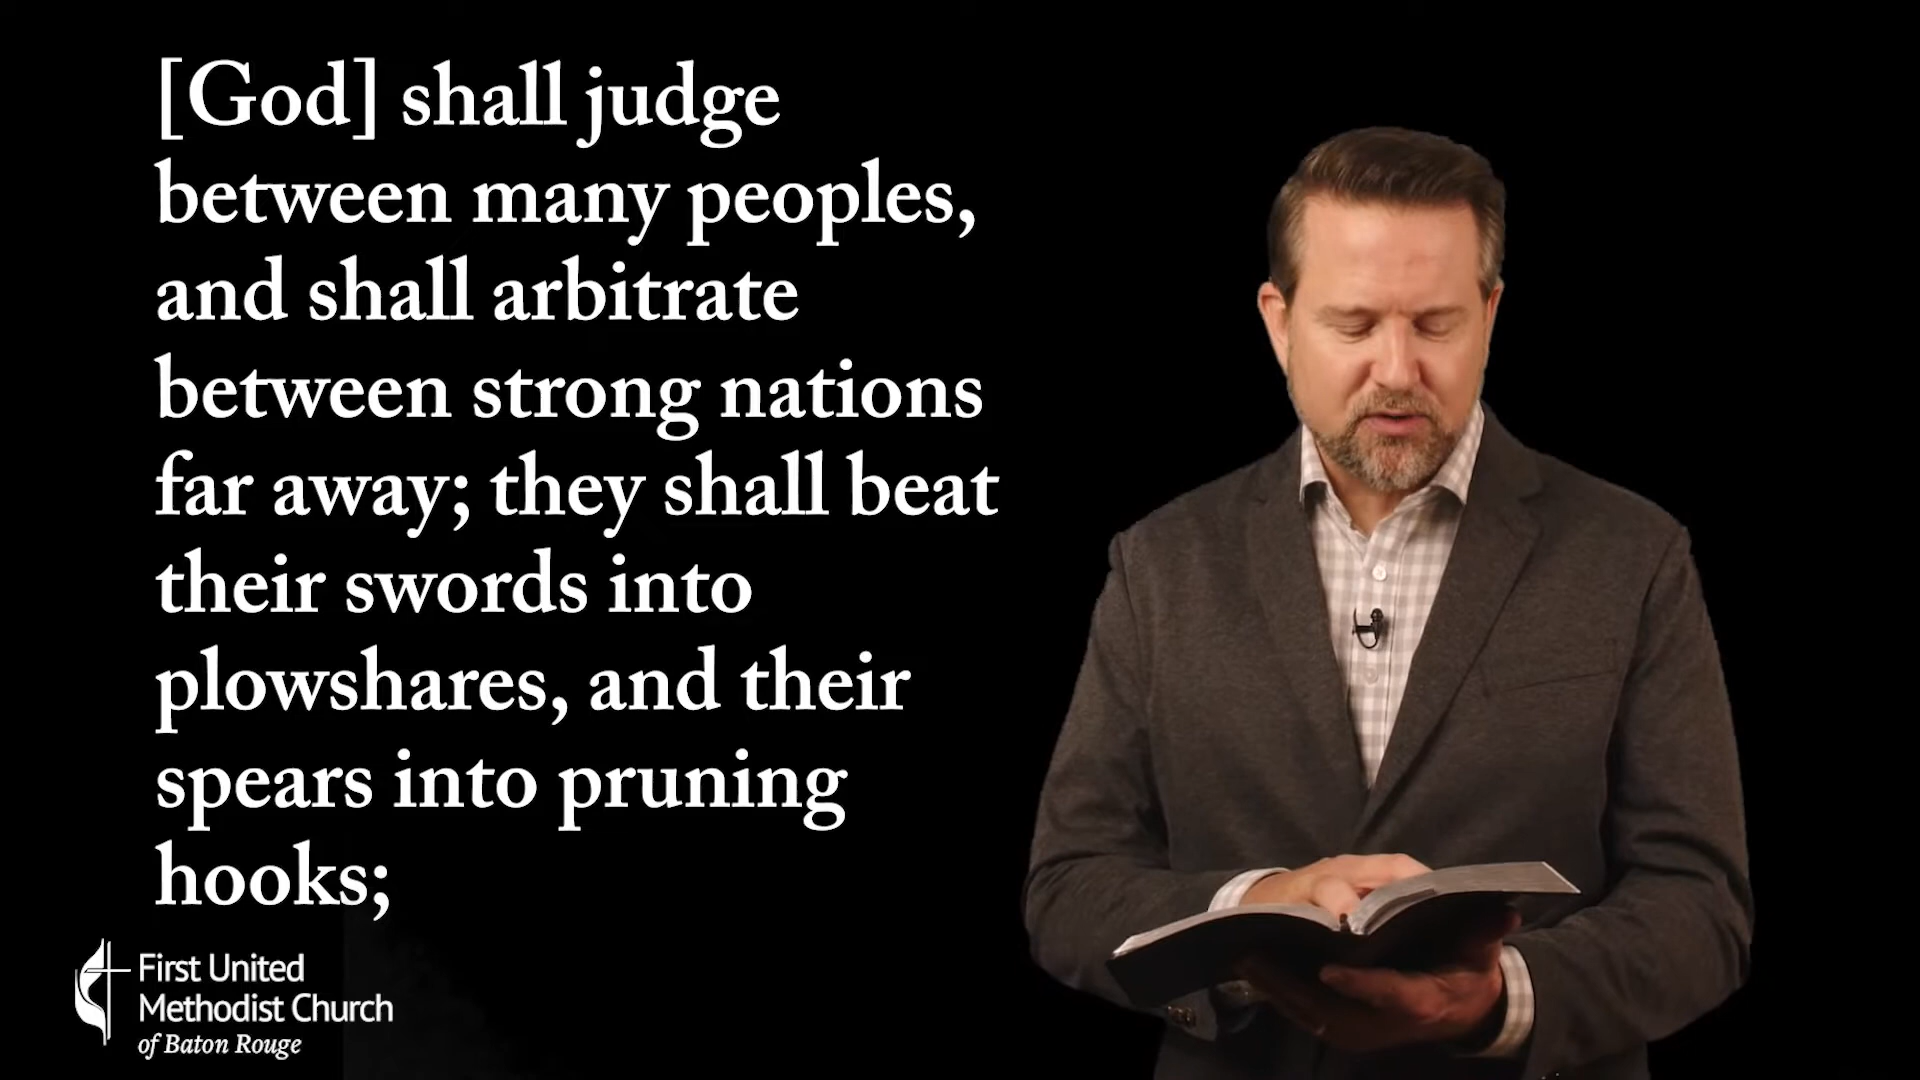 [God] shall judge
between many peoples,
and shall arbitrate
between strong nations
far away; they shall beat
their swords into
plowshares, and their
spears into pruning
hooks;
First United
Methodist Church
of Baton Rouge